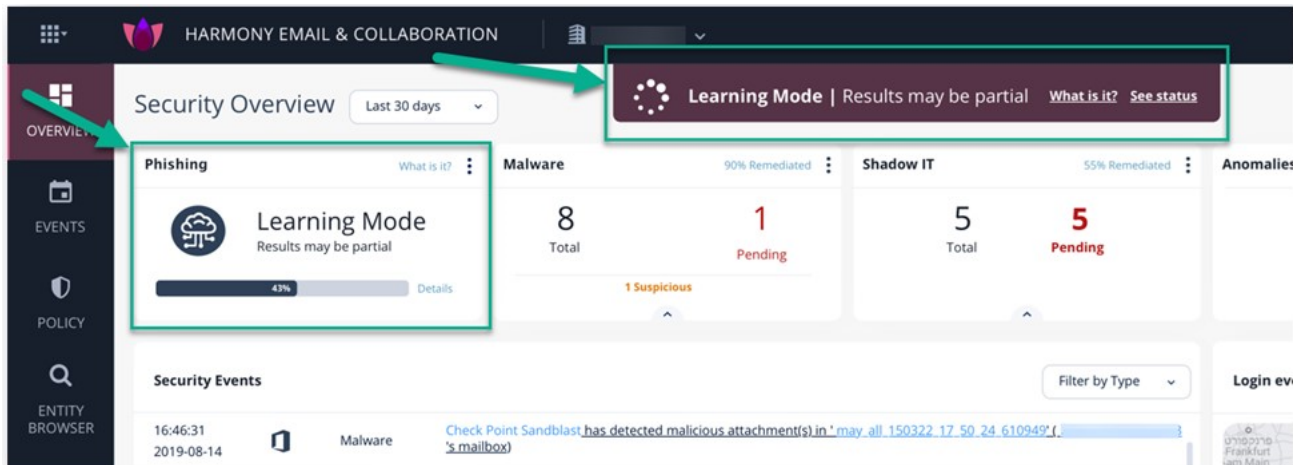 HARMONY EMAIL & COLLABORATION
Learning Mode | Results may be partial What is it? See status
OVERVIEW
Security Overview Last 30 days
Phishing What is it?
Learning Mode
Results may be partial
43% Details
Malware 90% Remediated
8 1
Total Pending
1 Suspicious
Shadow IT 55% Remediated
5 5
Total Pending
Anomalies
EVENTS
POLICY
ENTITY
BROWSER
Security Events Filter by Type
Login ev
16:46:31
2019-08-14
Malware
Check Point Sandblast has detected malicious attachment(s) in ' may_all_150322_17_50_24_610949' (
's mailbox)
Frankfurt
am Main